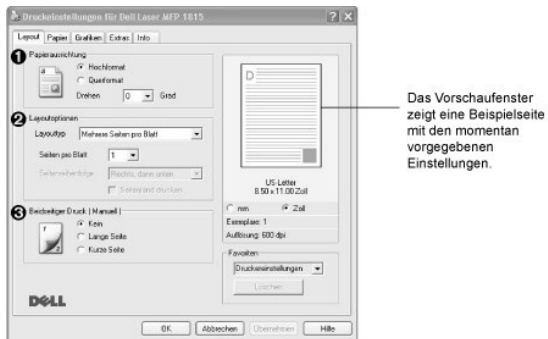 Druckeinstellungen für Dell Laser MFP 1815
Layout Papier Grafiken Extras Info
1 Papierausrichtung
a
Hochformat
Querformat
Drehen 0 Grad
2 Layoutoptionen
Layouttyp Mehrere Seiten pro Blatt
Seiten pro Blatt 1
Seitenreihenfolge Rechts, dann unten
Seitenrand drucken
3 Beidseitiger Druck (Manuell)
Kein
Lange Seite
Kurze Seite
DELL
D
US-Letter
8.50 x 11.00 Zoll
mm Zoll
Exemplare: 1
Auflösung: 600 dpi
Favoriten
Druckereinstellungen
Löschen
OK Abbrechen Übernehmen Hilfe
Das Vorschaufenster
zeigt eine Beispielseite
mit den momentan
vorgegebenen
Einstellungen.